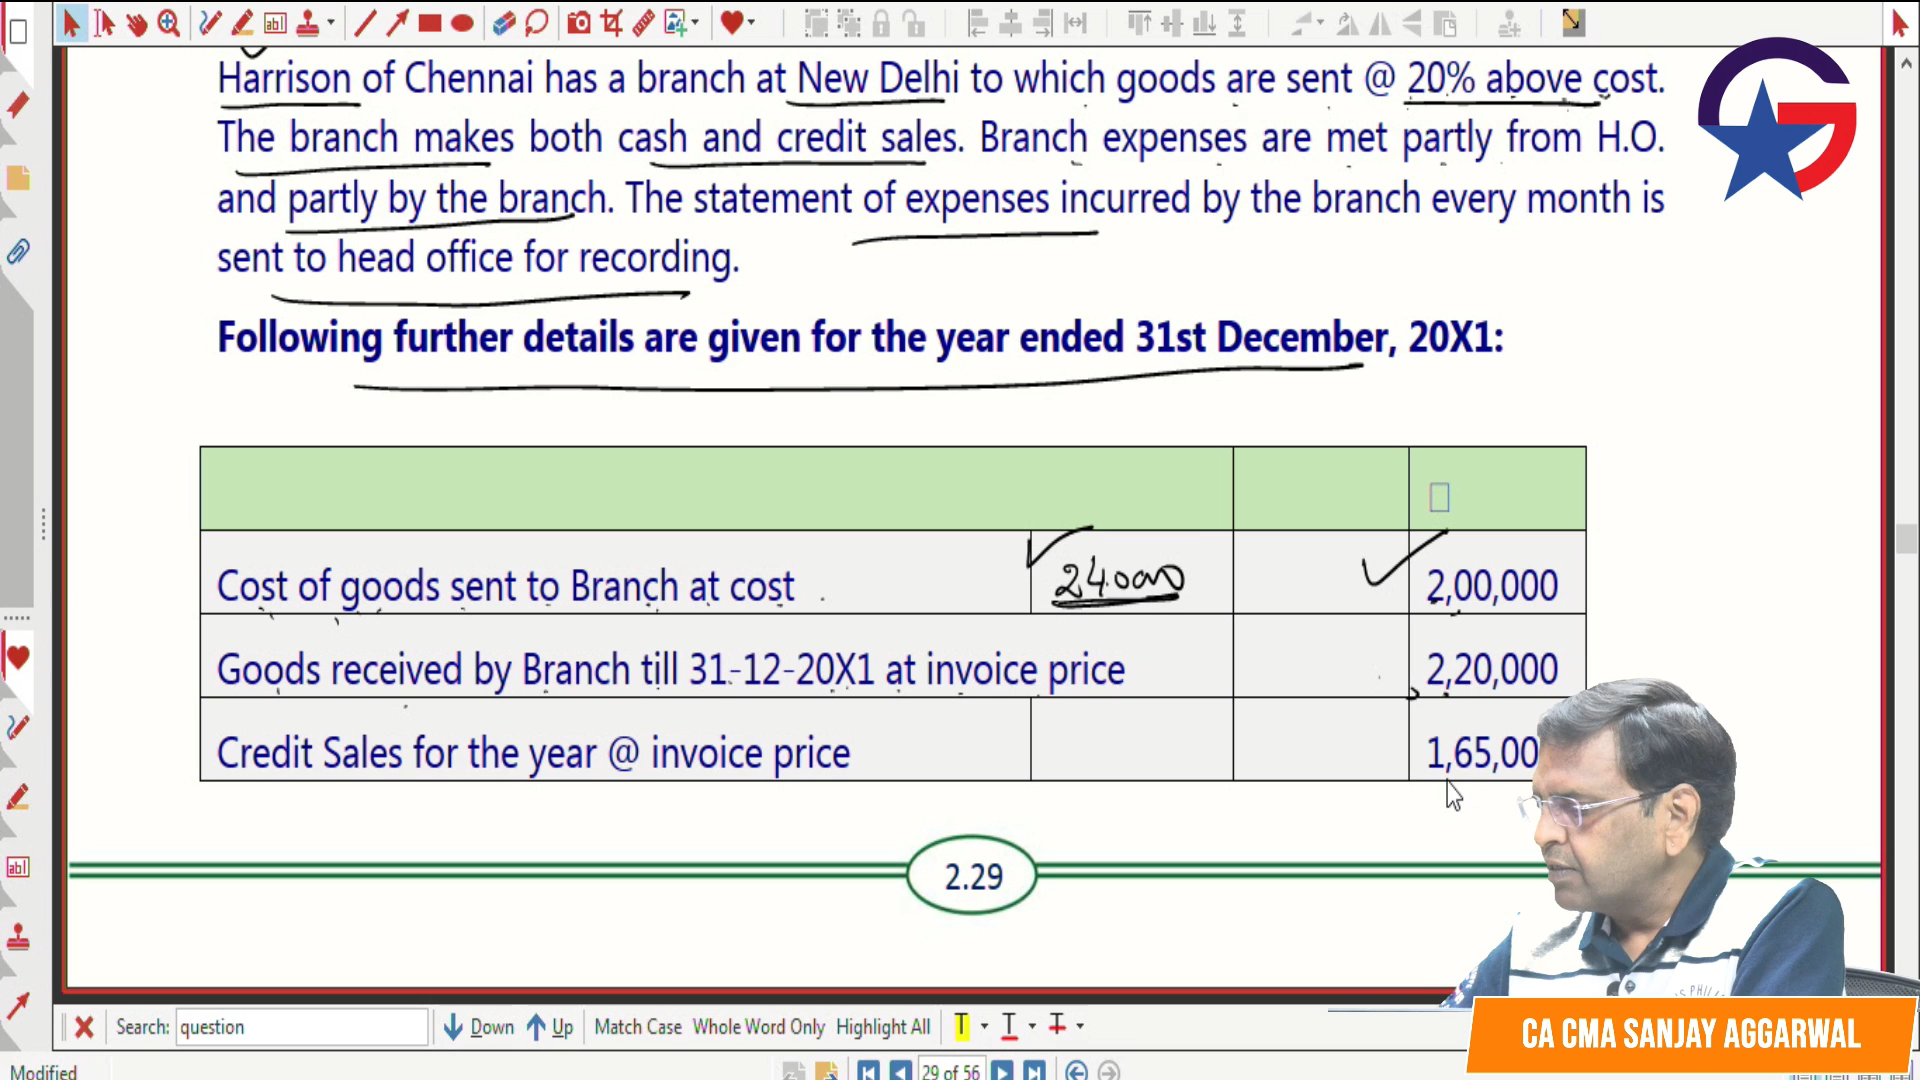 Harrison of Chennai has a branch at New Delhi to which goods are sent @ 20% above cost.
The branch makes both cash and credit sales. Branch expenses are met partly from H.O.
and partly by the branch. The statement of expenses incurred by the branch every month is
sent to head office for recording.
Following further details are given for the year ended 31st December, 20X1:
Cost of goods sent to Branch at cost 2,00,000
Goods received by Branch till 31-12-20X1 at invoice price 2,20,000
Credit Sales for the year @ invoice price 1,65,00
2.29
S PHILL
CA CMA SANJAY AGGARWAL
Search: question Down Up Match Case Whole Word Only Highlight All T T T
Modified 29 of 56